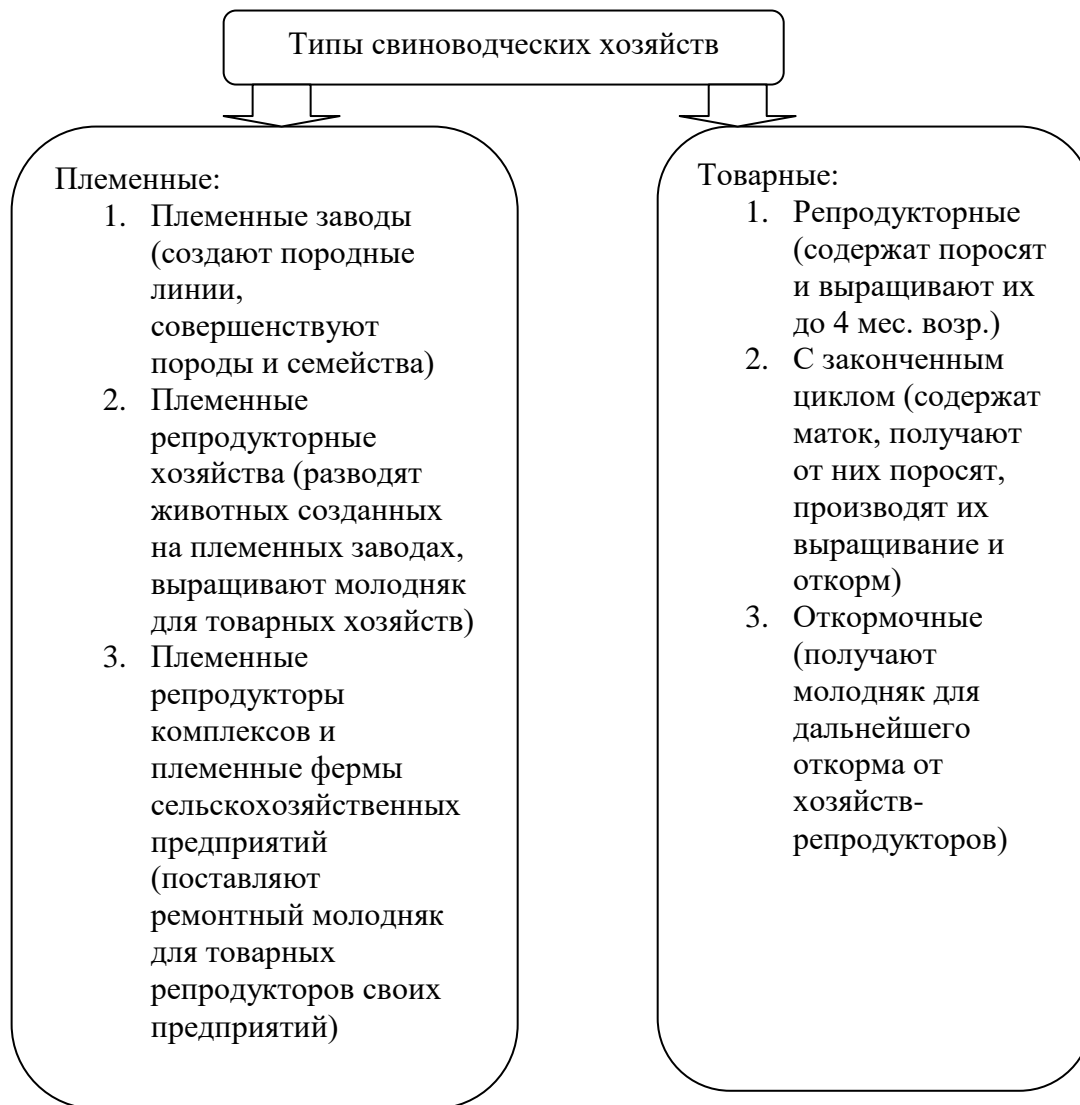 Типы свиноводческих хозяйств
Племенные:
1. Племенные заводы
(создают породные
линии,
совершенствуют
породы и семейства)
2. Племенные
репродукторные
хозяйства (разводят
животных созданных
на племенных заводах,
выращивают молодняк
для товарных хозяйств)
3. Племенные
репродукторы
комплексов и
племенные фермы
сельскохозяйственных
предприятий
(поставляют
ремонтный молодняк
для товарных
репродукторов своих
предприятий)
Товарные:
1. Репродукторные
(содержат поросят
и выращивают их
до 4 мес. возр.)
2. С законченным
циклом (содержат
маток, получают
от них поросят,
производят их
выращивание и
откорм)
3. Откормочные
(получают
молодняк для
дальнейшего
откорма от
хозяйств-
репродукторов)